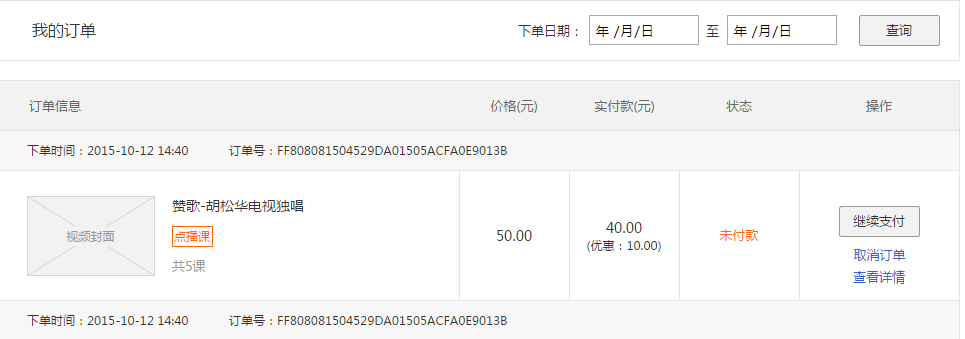 我的订单 下单日期： 年 /月/日 至 年 /月/日 查询
订单信息 价格(元) 实付款(元) 状态 操作
下单时间：2015-10-12 14:40 订单号：FF808081504529DA01505ACFA0E9013B
视频封面
赞歌-胡松华电视独唱
点播课
共5课
50.00
40.00
(优惠：10.00)
未付款
继续支付
取消订单
查看详情
下单时间：2015-10-12 14:40 订单号：FF808081504529DA01505ACFA0E9013B